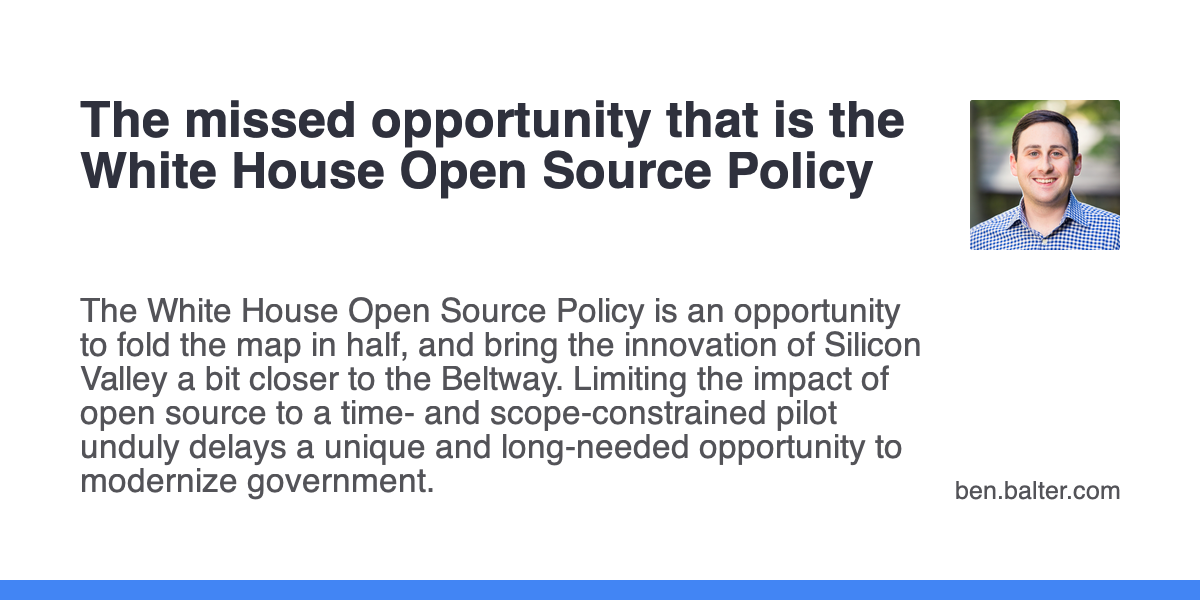 The missed opportunity that is the
White House Open Source Policy
The White House Open Source Policy is an opportunity
to fold the map in half, and bring the innovation of Silicon
Valley a bit closer to the Beltway. Limiting the impact of
open source to a time- and scope-constrained pilot
unduly delays a unique and long-needed opportunity to
modernize government.
ben.balter.com